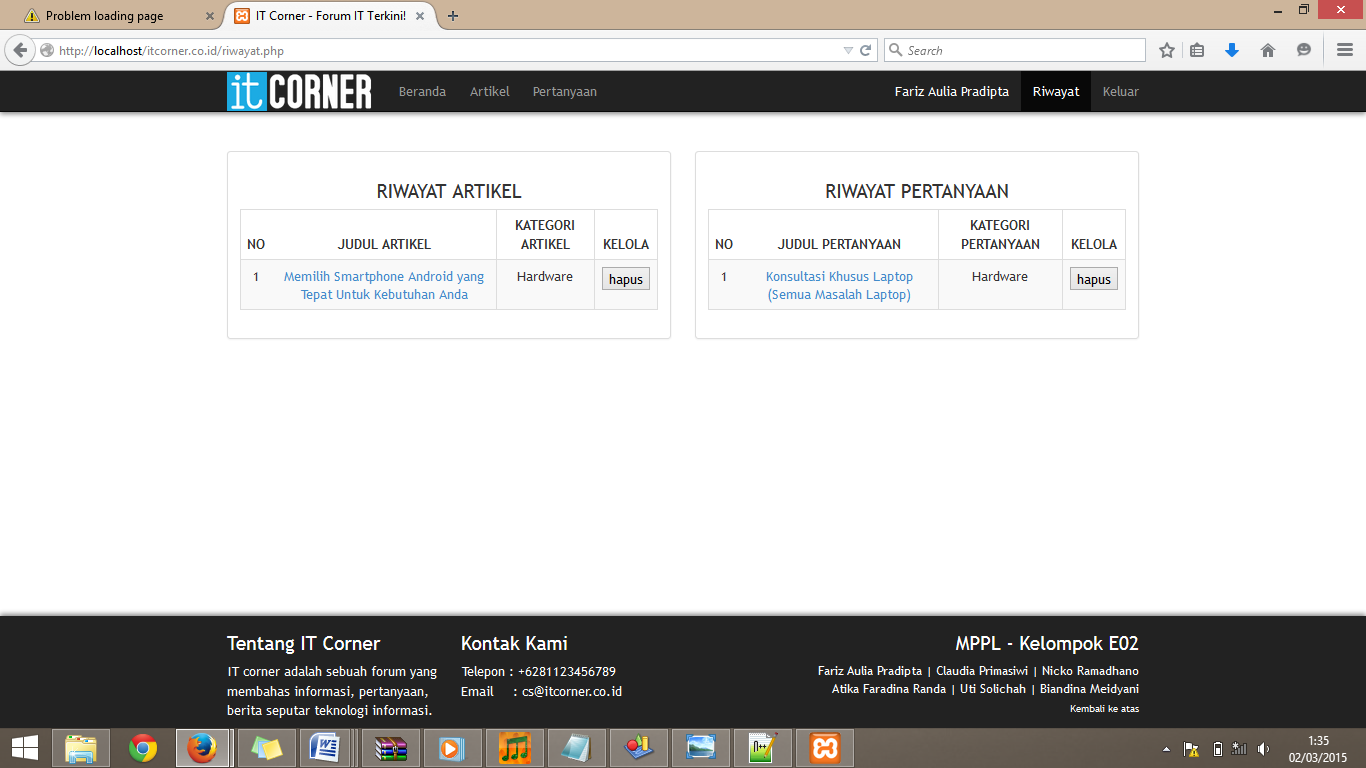 Problem loading page
IT Corner - Forum IT Terkini!
http://localhost/itcorner.co.id/riwayat.php
Search
it CORNER
Beranda
Artikel
Pertanyaan
Fariz Aulia Pradipta
Riwayat
Keluar
RIWAYAT ARTIKEL
NO
JUDUL ARTIKEL
KATEGORI
ARTIKEL
KELOLA
1
Memilih Smartphone Android yang
Tepat Untuk Kebutuhan Anda
Hardware
hapus
RIWAYAT PERTANYAAN
NO
JUDUL PERTANYAAN
KATEGORI
PERTANYAAN
KELOLA
1
Konsultasi Khusus Laptop
(Semua Masalah Laptop)
Hardware
hapus
Tentang IT Corner
IT corner adalah sebuah forum yang
membahas informasi, pertanyaan,
berita seputar teknologi informasi.
Kontak Kami
Telepon : +6281123456789
Email : cs@itcorner.co.id
MPPL - Kelompok E02
Fariz Aulia Pradipta | Claudia Primasiwi | Nicko Ramadhano
Atika Faradina Randa | Uti Solichah | Biandina Meidyani
Kembali ke atas
1:35
02/03/2015